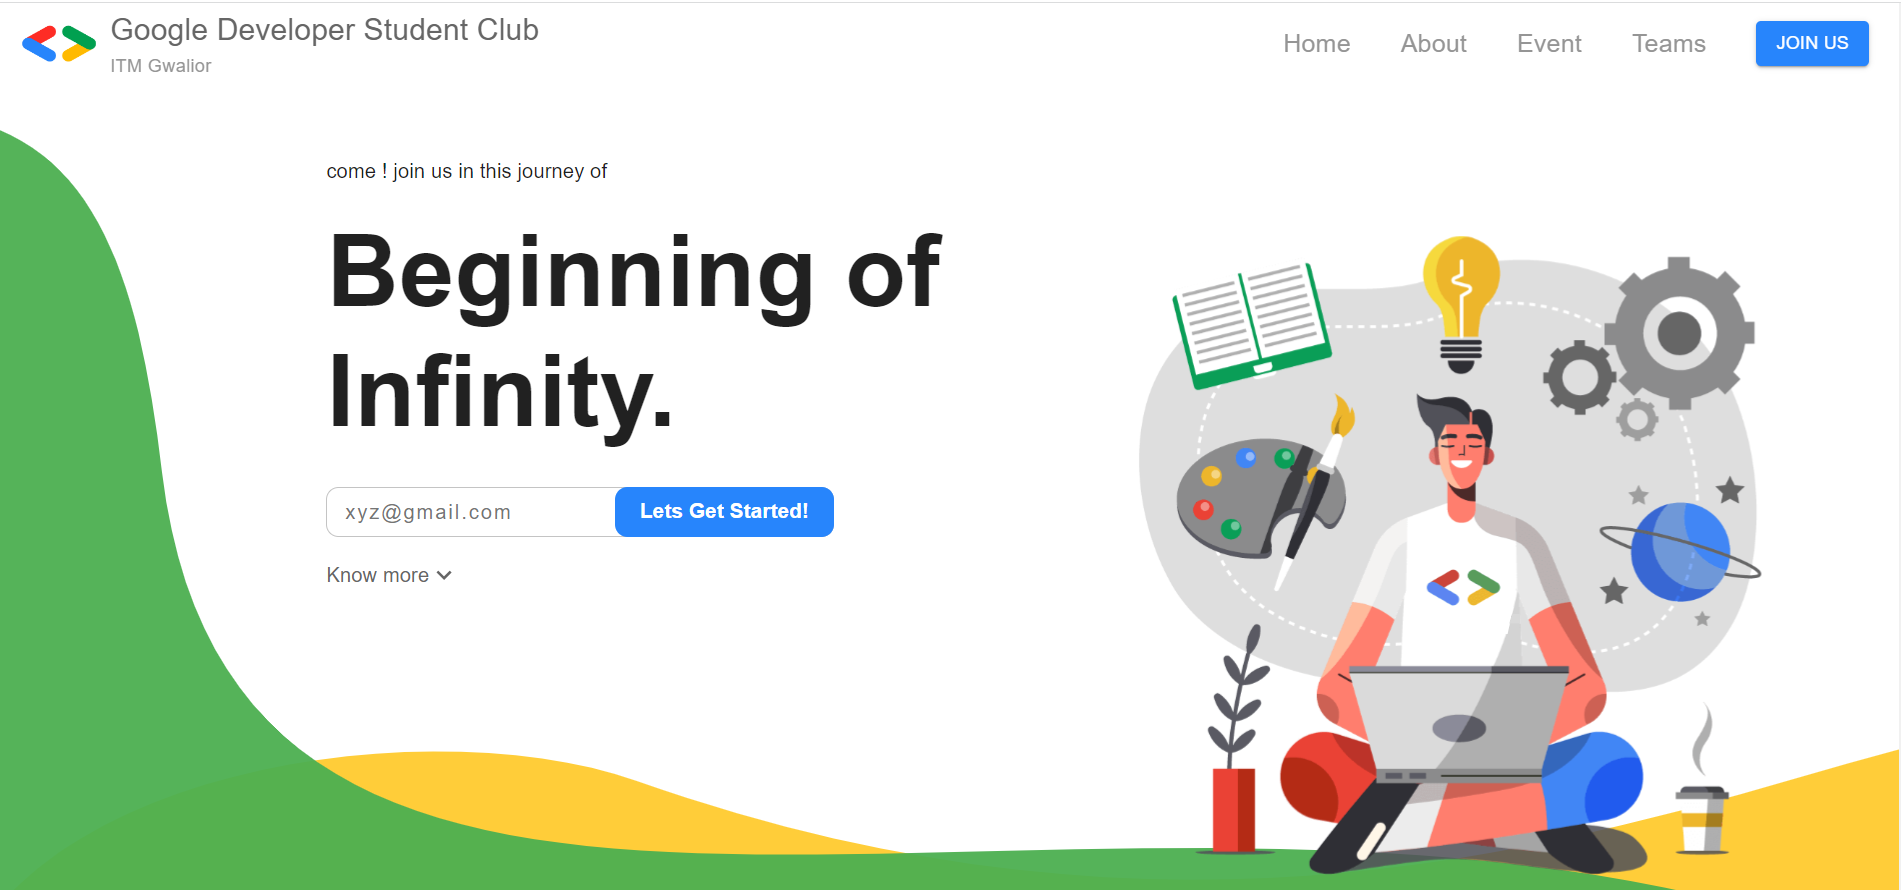 Google Developer Student Club
ITM Gwalior
Home
About
Event
Teams
JOIN US
come ! join us in this journey of
Beginning of
Infinity.
xyz@gmail.com
Lets Get Started!
Know more